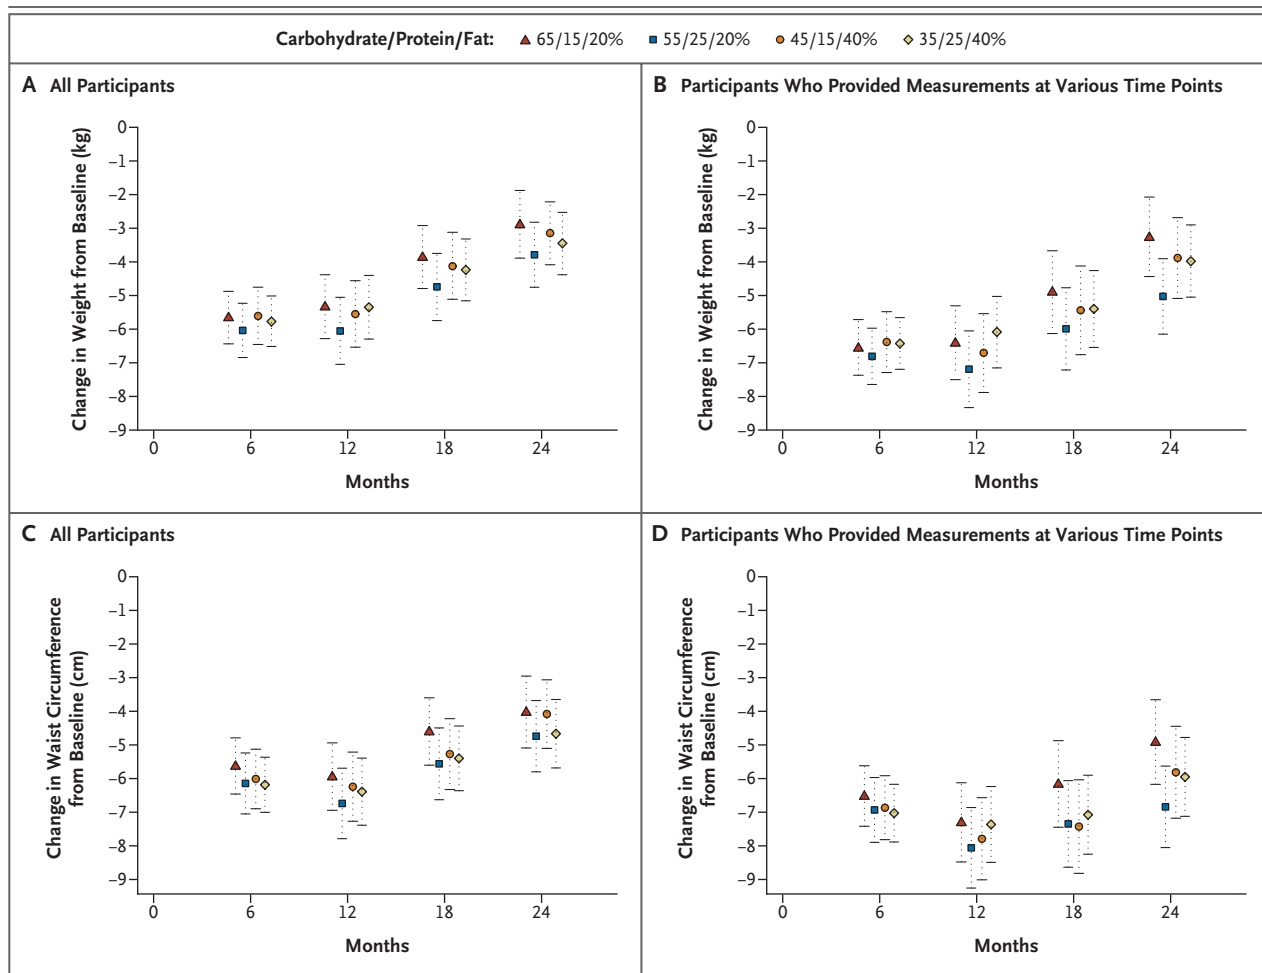 Carbohydrate/Protein/Fat: 65/15/20% 55/25/20% 45/15/40% 35/25/40%
A All Participants
Change in Weight from Baseline (kg)
0
–1
–2
–3
–4
–5
–6
–7
–8
–9
0 6 12 18 24
Months
B Participants Who Provided Measurements at Various Time Points
Change in Weight from Baseline (kg)
0
–1
–2
–3
–4
–5
–6
–7
–8
–9
0 6 12 18 24
Months
C All Participants
Change in Waist Circumference
from Baseline (cm)
0
–1
–2
–3
–4
–5
–6
–7
–8
–9
0 6 12 18 24
Months
D Participants Who Provided Measurements at Various Time Points
Change in Waist Circumference
from Baseline (cm)
0
–1
–2
–3
–4
–5
–6
–7
–8
–9
0 6 12 18 24
Months